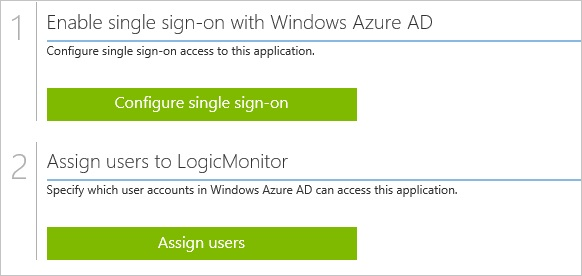 1
Enable single sign-on with Windows Azure AD
Configure single sign-on access to this application.
Configure single sign-on
2
Assign users to LogicMonitor
Specify which user accounts in Windows Azure AD can access this application.
Assign users